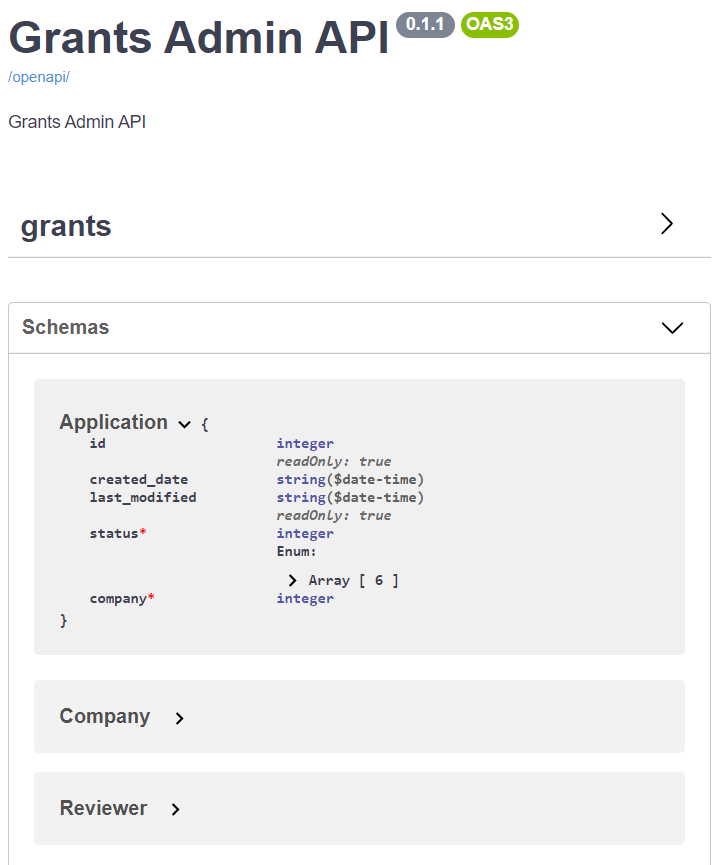 Grants Admin API 0.1.1 OAS3
/openapi/
Grants Admin API
grants
Schemas
Application {
id integer
readOnly: true
created_date string($date-time)
last_modified string($date-time)
readOnly: true
status* integer
Enum:
Array [ 6 ]
company* integer
}
Company
Reviewer